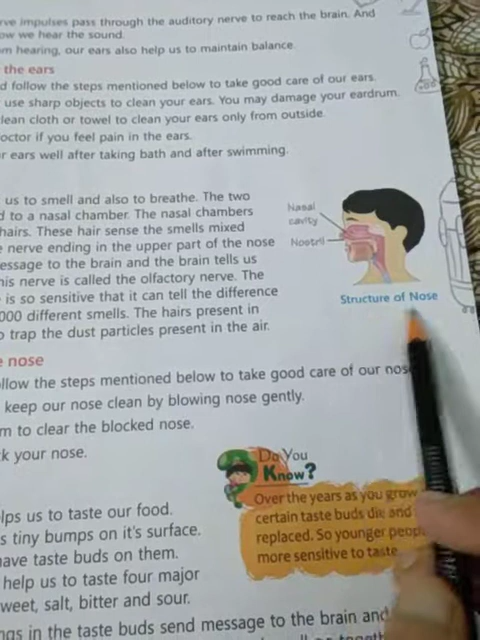 rve impulses pass through the auditory nerve to reach the brain. And
ow we hear the sound.
m hearing, our ears also help us to maintain balance.
the ears
d follow the steps mentioned below to take good care of our ears.
use sharp objects to clean your ears. You may damage your eardrum.
lean cloth or towel to clean your ears only from outside.
octor if you feel pain in the ears.
r ears well after taking bath and after swimming.
us to smell and also to breathe. The two
d to a nasal chamber. The nasal chambers
hairs. These hair sense the smells mixed
e nerve ending in the upper part of the nose
essage to the brain and the brain tells us
his nerve is called the olfactory nerve. The
is so sensitive that it can tell the difference
000 different smells. The hairs present in
o trap the dust particles present in the air.
Nasal
cavity
Nostril
Structure of Nose
e nose
llow the steps mentioned below to take good care of our nose
keep our nose clean by blowing nose gently.
m to clear the blocked nose.
k your nose.
Do You
Know?
Over the years as you grow
certain taste buds die and
replaced. So younger peop
more sensitive to taste
lps us to taste our food.
s tiny bumps on it's surface.
have taste buds on them.
help us to taste four major
weet, salt, bitter and sour.
ngs in the taste buds send message to the brain and